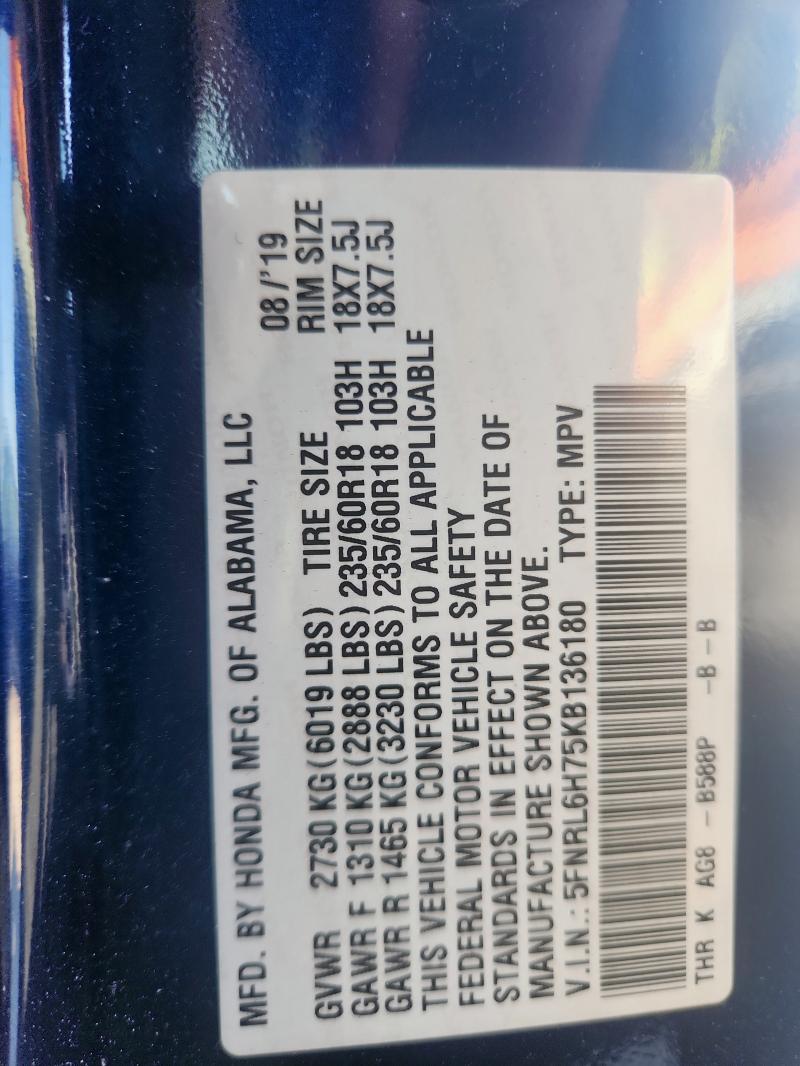 MFD. BY HONDA MFG. OF ALABAMA, LLC
08/'19
GVWR 2730 KG(6019 LBS) TIRE SIZE RIM SIZE
GAWR F 1310 KG(2888 LBS)235/60R18 103H 18X7.5J
GAWR R 1465 KG(3230 LBS)235/60R18 103H 18X7.5J
THIS VEHICLE CONFORMS TO ALL APPLICABLE
FEDERAL MOTOR VEHICLE SAFETY
STANDARDS IN EFFECT ON THE DATE OF
MANUFACTURE SHOWN ABOVE.
V.I.N.: 5FNRL6H75KB136180 TYPE: MPV
THR K AG8 - B588P -B-B